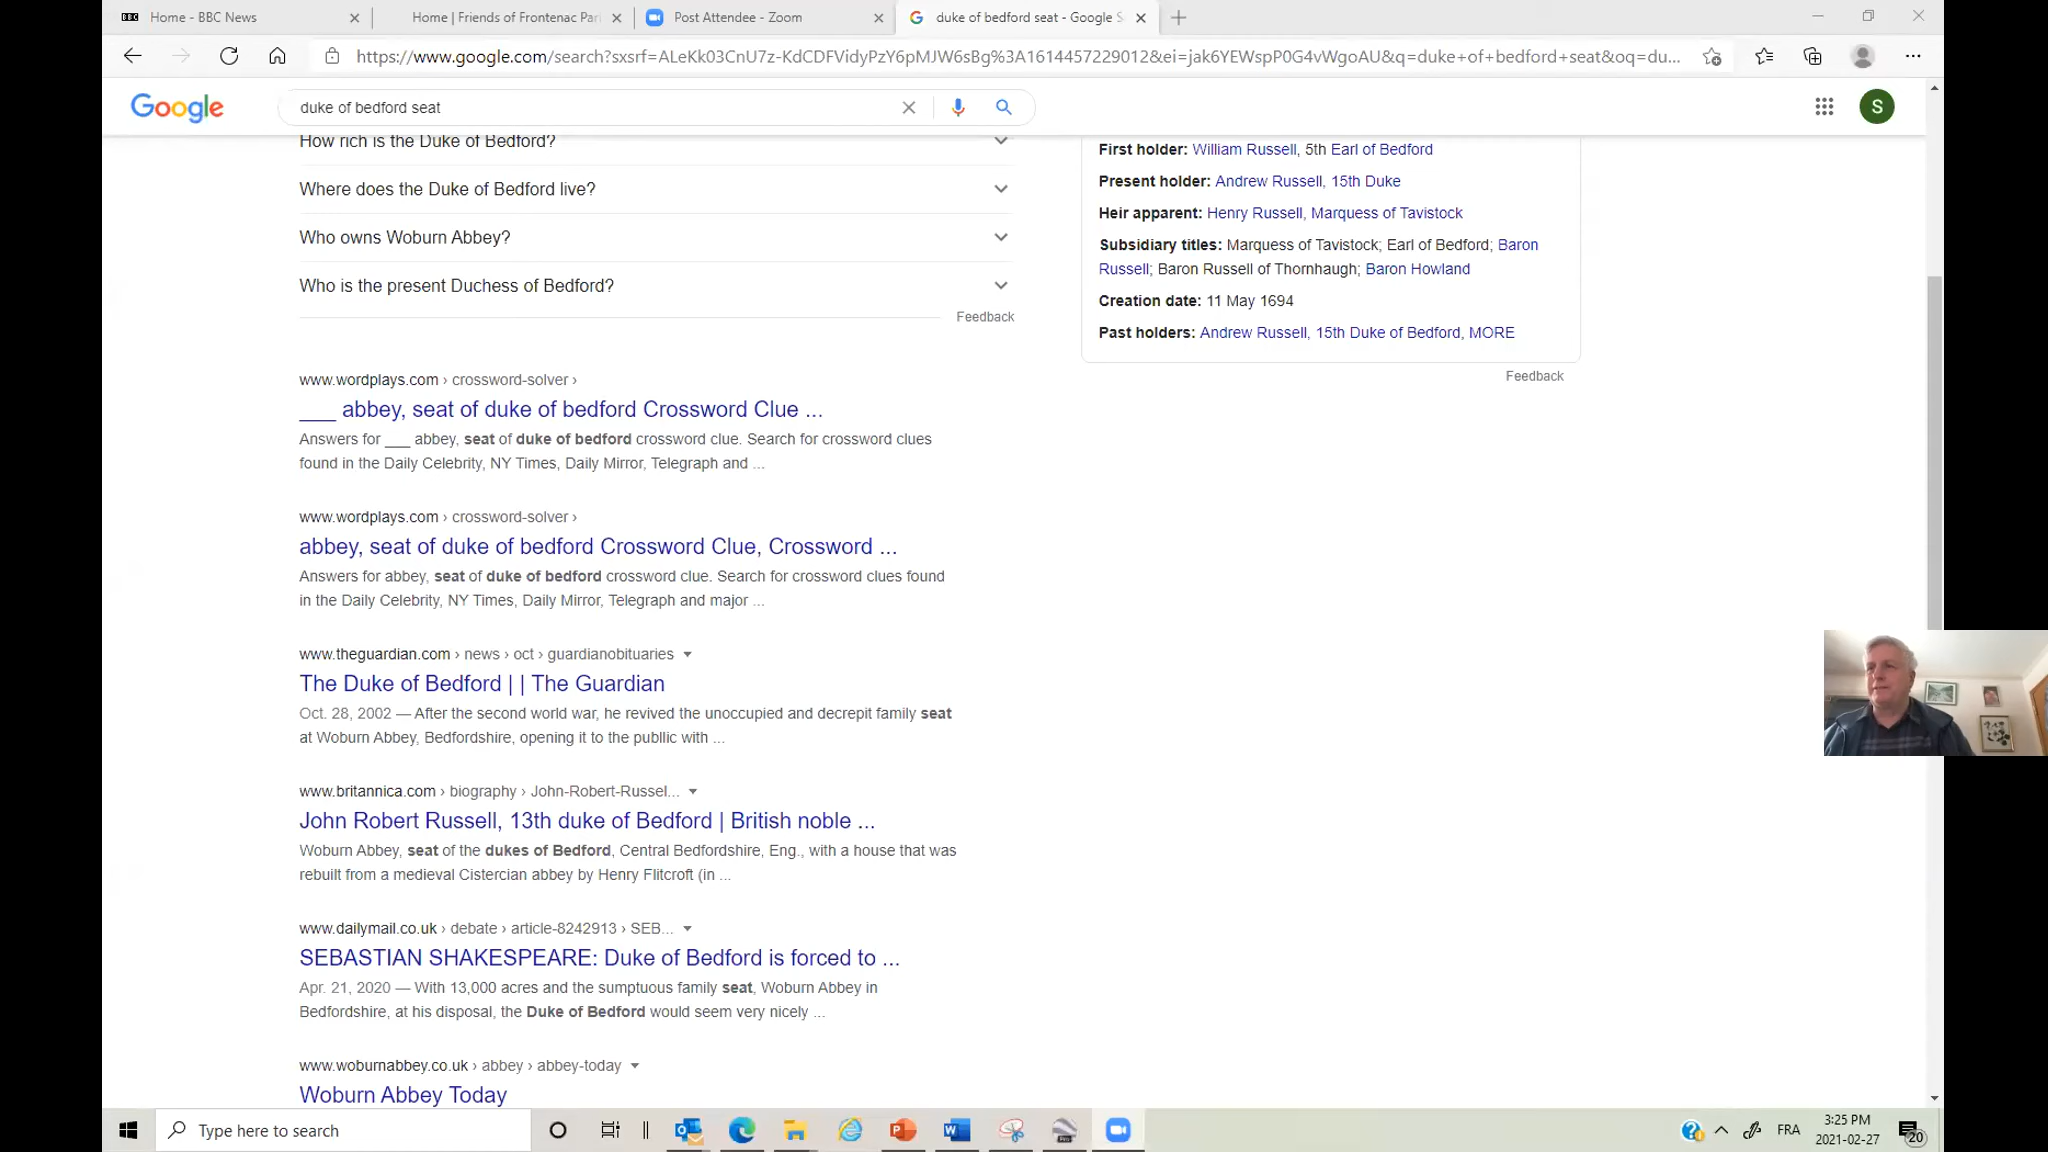 BBC Home - BBC News
Home | Friends of Frontenac Par
Post Attendee - Zoom
G duke of bedford seat - Google S
https://www.google.com/search?sxsrf=ALeKk03CnU7z-KdCDFVidyPzY6pMJW6sBg%3A1614457229012&ei=jak6YEWspP0G4vWgoAU&q=duke+of+bedford+seat&oq=du...
Google
duke of bedford seat
S
How rich is the Duke of Bedford?
Where does the Duke of Bedford live?
Who owns Woburn Abbey?
Who is the present Duchess of Bedford?
Feedback
First holder: William Russell, 5th Earl of Bedford
Present holder: Andrew Russell, 15th Duke
Heir apparent: Henry Russell, Marquess of Tavistock
Subsidiary titles: Marquess of Tavistock; Earl of Bedford; Baron
Russell; Baron Russell of Thornhaugh; Baron Howland
Creation date: 11 May 1694
Past holders: Andrew Russell, 15th Duke of Bedford, MORE
Feedback
www.wordplays.com › crossword-solver ›
___ abbey, seat of duke of bedford Crossword Clue ...
Answers for ___ abbey, seat of duke of bedford crossword clue. Search for crossword clues
found in the Daily Celebrity, NY Times, Daily Mirror, Telegraph and ...
www.wordplays.com › crossword-solver ›
abbey, seat of duke of bedford Crossword Clue, Crossword ...
Answers for abbey, seat of duke of bedford crossword clue. Search for crossword clues found
in the Daily Celebrity, NY Times, Daily Mirror, Telegraph and major ...
www.theguardian.com › news › oct › guardianobituaries
The Duke of Bedford | | The Guardian
Oct. 28, 2002 — After the second world war, he revived the unoccupied and decrepit family seat
at Woburn Abbey, Bedfordshire, opening it to the publlic with ...
www.britannica.com › biography › John-Robert-Russel...
John Robert Russell, 13th duke of Bedford | British noble ...
Woburn Abbey, seat of the dukes of Bedford, Central Bedfordshire, Eng., with a house that was
rebuilt from a medieval Cistercian abbey by Henry Flitcroft (in ...
www.dailymail.co.uk › debate › article-8242913 › SEB...
SEBASTIAN SHAKESPEARE: Duke of Bedford is forced to ...
Apr. 21, 2020 — With 13,000 acres and the sumptuous family seat, Woburn Abbey in
Bedfordshire, at his disposal, the Duke of Bedford would seem very nicely ...
www.woburnabbey.co.uk › abbey › abbey-today
Woburn Abbey Today
Type here to search
FRA
3:25 PM
2021-02-27
20